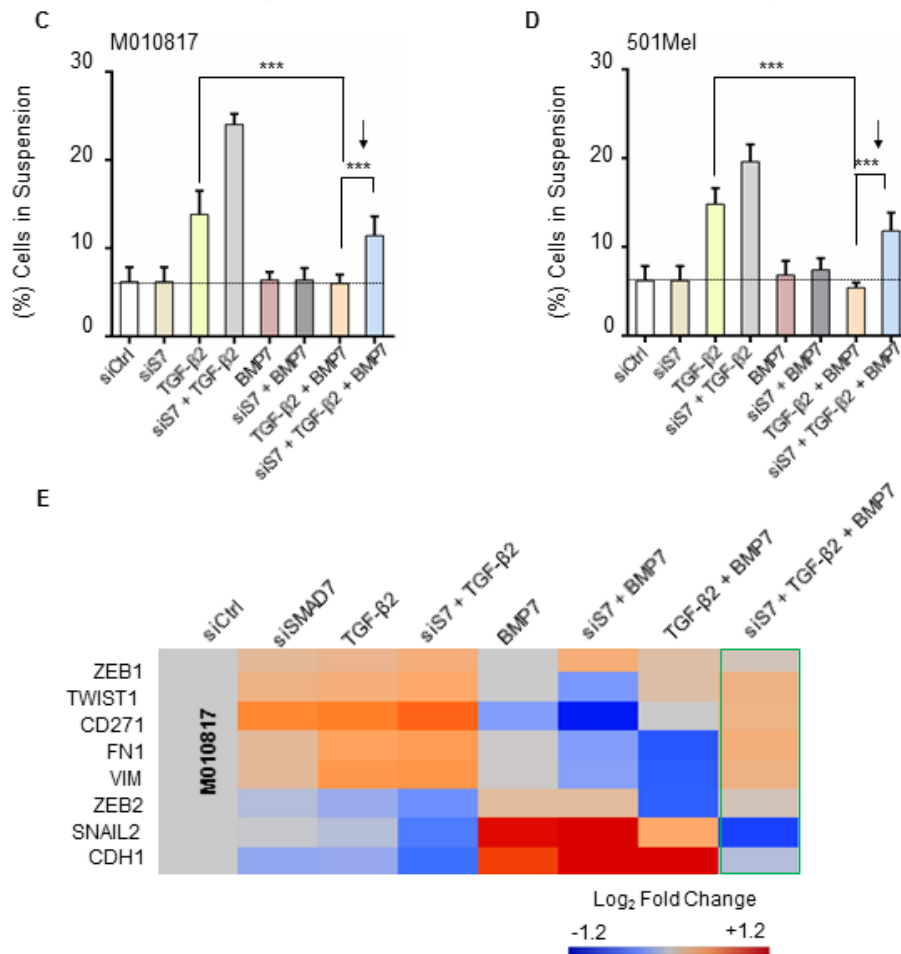 C
M010817
(%) Cells in Suspension
30
20
10
0
***
***
siCtrl
siS7
TGF-β2
siS7 + TGF-β2
BMP7
siS7 + BMP7
TGF-β2 + BMP7
siS7 + TGF-β2 + BMP7
D
501Mel
(%) Cells in Suspension
30
20
10
0
***
***
siCtrl
siS7
TGF-β2
siS7 + TGF-β2
BMP7
siS7 + BMP7
TGF-β2 + BMP7
siS7 + TGF-β2 + BMP7
E
siCtrl
siSMAD7
TGF-β2
siS7 + TGF-β2
BMP7
siS7 + BMP7
TGF-β2 + BMP7
siS7 + TGF-β2 + BMP7
ZEB1
TWIST1
CD271
FN1
VIM
ZEB2
SNAIL2
CDH1
M010817
Log₂ Fold Change
-1.2 +1.2